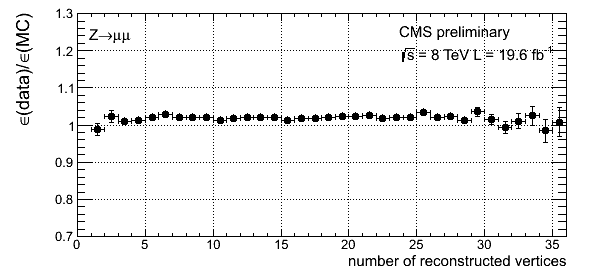 1.3
Z→μμ
CMS preliminary
√s = 8 TeV L = 19.6 fb⁻¹
1.2
1.1
1
0.9
0.8
0.7
ϵ(data)/ϵ(MC)
0 5 10 15 20 25 30 35
number of reconstructed vertices